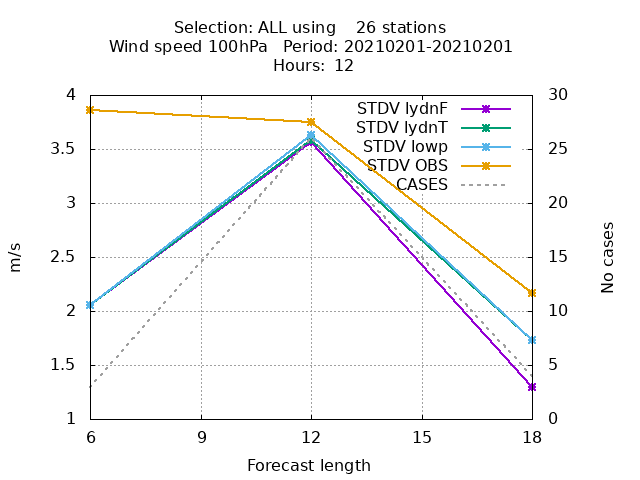 Selection: ALL using    26 stations
Wind speed 100hPa   Period: 20210201-20210201
Hours:  12
4 30
STDV lydnF
STDV lydnT
3.5 STDV lowp 25
STDV OBS
CASES
3 20
m/s
2.5 15
No cases
2 10
1.5 5
1 0
6 9 12 15 18
Forecast length